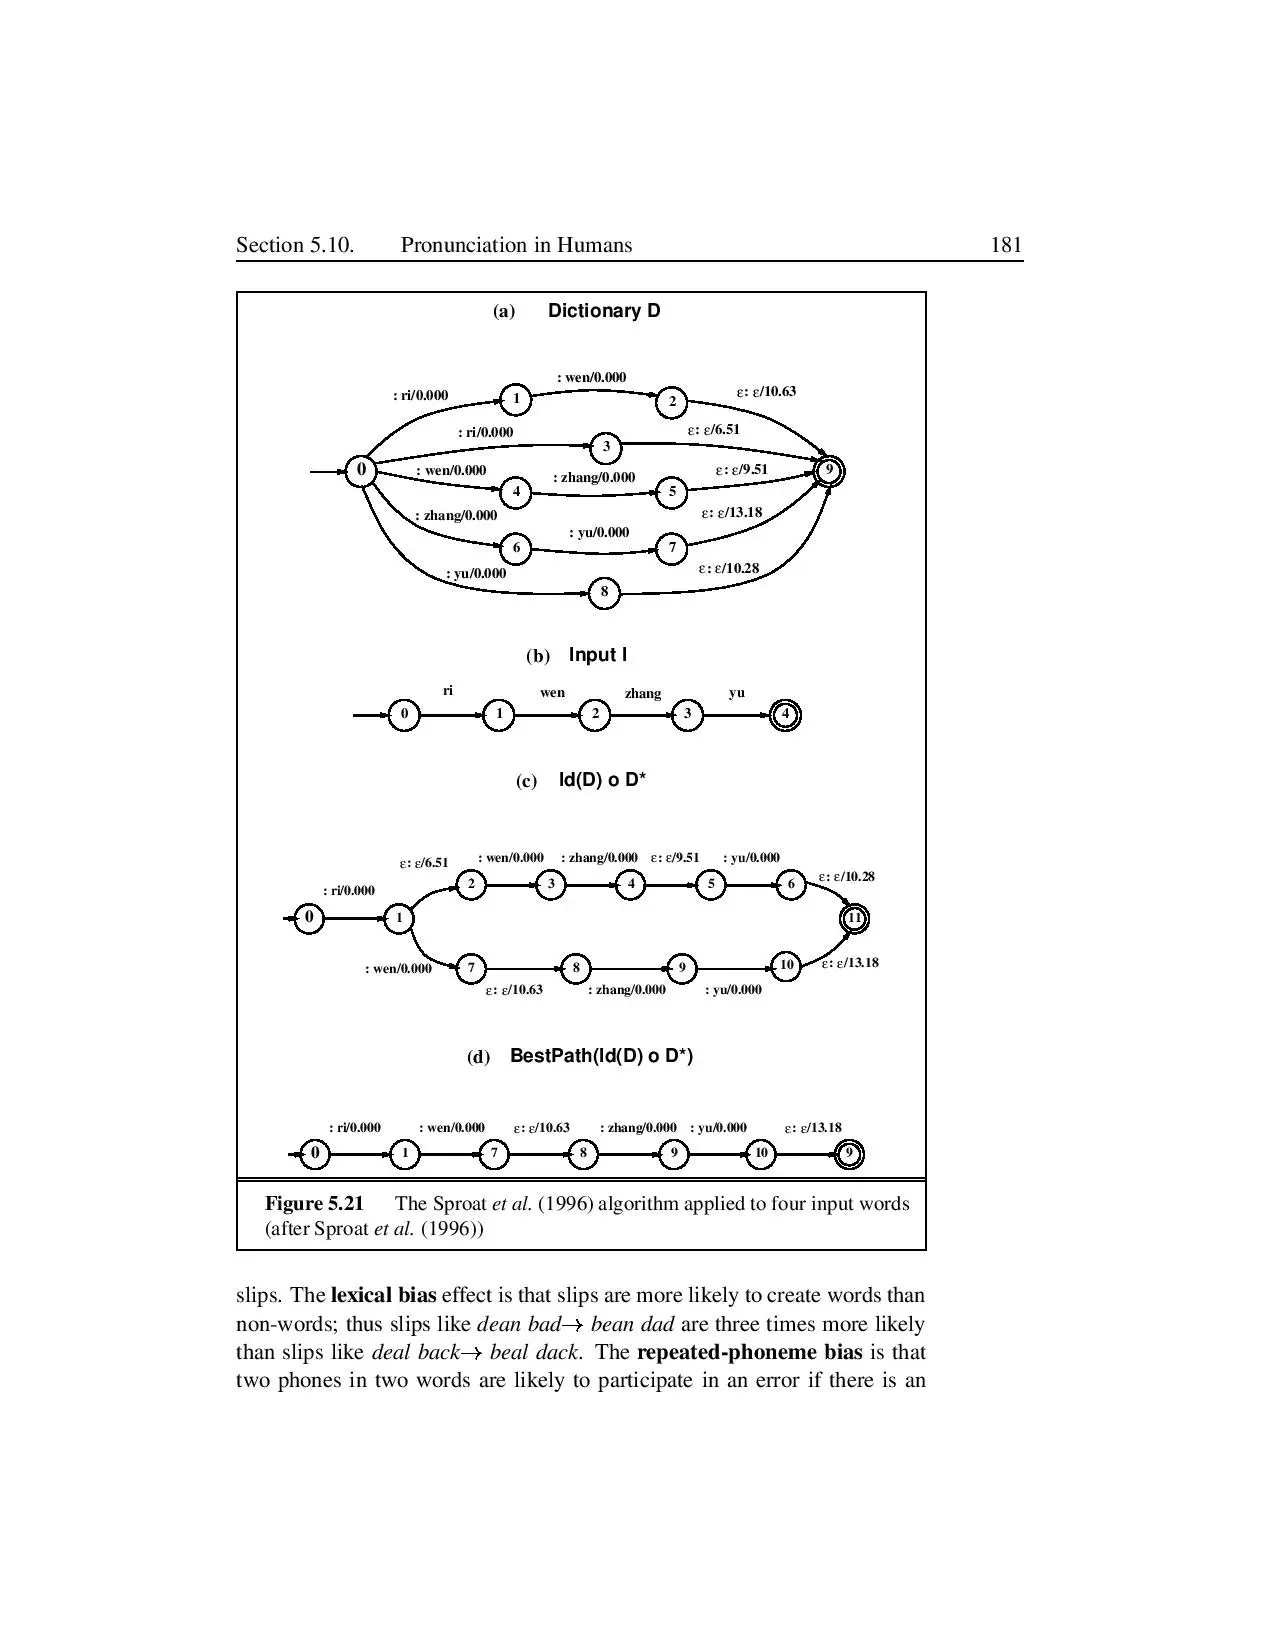 Section 5.10. Pronunciation in Humans 181
(a) Dictionary D
: wen/0.000
: ri/0.000
ε: ε/10.63
1
2
: ri/0.000
ε: ε/6.51
3
0
: wen/0.000
: zhang/0.000
ε: ε/9.51
9
4
5
: zhang/0.000
ε: ε/13.18
: yu/0.000
6
7
: yu/0.000
ε: ε/10.28
8
(b) Input I
ri wen zhang yu
0 1 2 3 4
(c) Id(D) o D*
ε: ε/6.51 : wen/0.000 : zhang/0.000 ε: ε/9.51 : yu/0.000
2 3 4 5 6 ε: ε/10.28
: ri/0.000
0 1 11
: wen/0.000 7 8 9 10 ε: ε/13.18
ε: ε/10.63 : zhang/0.000 : yu/0.000
(d) BestPath(Id(D) o D*)
: ri/0.000 : wen/0.000 ε: ε/10.63 : zhang/0.000 : yu/0.000 ε: ε/13.18
0 1 7 8 9 10 9
Figure 5.21 The Sproat et al. (1996) algorithm applied to four input words
(after Sproat et al. (1996))
slips. The lexical bias effect is that slips are more likely to create words than
non-words; thus slips like dean bad→ bean dad are three times more likely
than slips like deal back→ beal dack. The repeated-phoneme bias is that
two phones in two words are likely to participate in an error if there is an